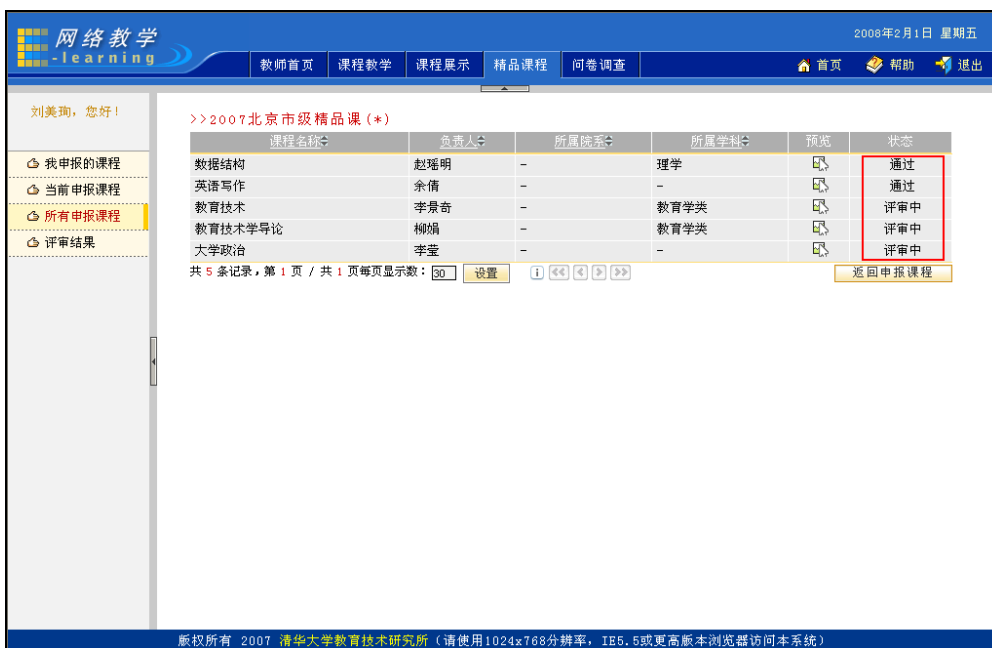 网络教学
-learning
2008年2月1日 星期五
教师首页 课程教学 课程展示 精品课程 问卷调查 首页 帮助 退出
刘美珣，您好！
我申报的课程
当前申报课程
所有申报课程
评审结果
>>2007北京市级精品课(*)
课程名称 负责人 所属院系 所属学科 预览 状态
数据结构 赵瑶明 - 理学 通过
英语写作 余倩 - - 通过
教育技术 李景奇 - 教育学类 评审中
教育技术学导论 柳娟 - 教育学类 评审中
大学政治 李莹 - - 评审中
共 5 条记录，第 1 页 / 共 1 页每页显示数： 30 设置 i 返回申报课程
版权所有 2007 清华大学教育技术研究所（请使用1024x768分辨率，IE5.5或更高版本浏览器访问本系统）